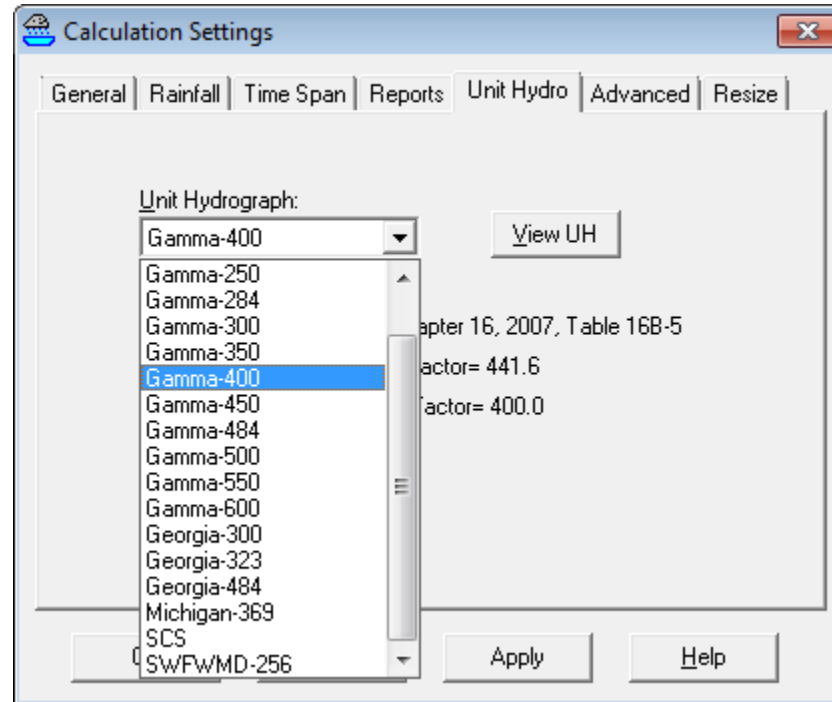 Calculation Settings
General Rainfall Time Span Reports Unit Hydro Advanced Resize
Unit Hydrograph:
Gamma-400
View UH
Gamma-250
Gamma-284
Gamma-300
Gamma-350
Gamma-400
Gamma-450
Gamma-484
Gamma-500
Gamma-550
Gamma-600
Georgia-300
Georgia-323
Georgia-484
Michigan-369
SCS
SWFWMD-256
apter 16, 2007, Table 16B-5
actor= 441.6
actor= 400.0
Apply Help